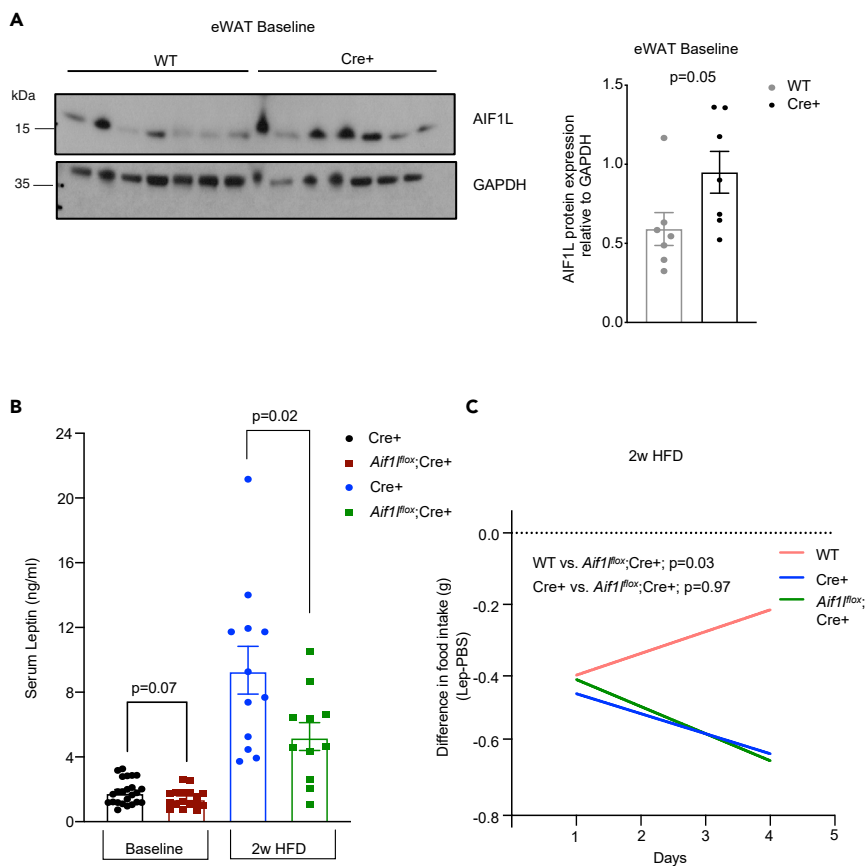 A
eWAT Baseline
WT
Cre+
kDa
15
35
AIF1L
GAPDH
eWAT Baseline
p=0.05
WT
Cre+
AIF1L protein expression
relative to GAPDH
1.5
1.0
0.5
0.0
B
p=0.02
p=0.07
Cre+
Aif1lflox;Cre+
Cre+
Aif1lflox;Cre+
Serum Leptin (ng/ml)
24
20
16
12
8
4
0
Baseline
2w HFD
C
2w HFD
WT vs. Aif1lflox;Cre+; p=0.03
Cre+ vs. Aif1lflox;Cre+; p=0.97
WT
Cre+
Aif1lflox;
Cre+
Difference in food intake (g)
(Lep-PBS)
0.0
-0.2
-0.4
-0.6
-0.8
1 2 3 4 5
Days